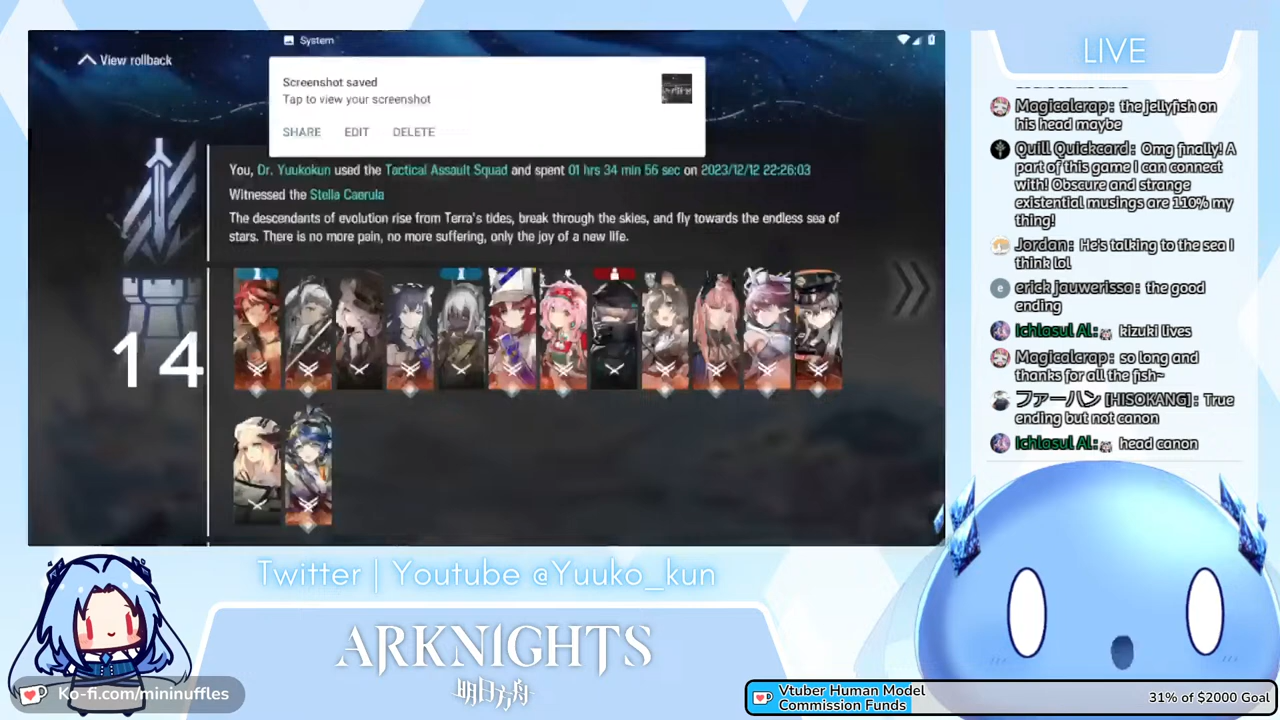 View rollback
System
Screenshot saved
Tap to view your screenshot
SHARE EDIT DELETE
You, Dr. Yuukokun used the Tactical Assault Squad and spent 01 hrs 34 min 56 sec on 2023/12/12 22:26:03
Witnessed the Stella Caerula
The descendants of evolution rise from Terra's tides, break through the skies, and fly towards the endless sea of
stars. There is no more pain, no more suffering, only the joy of a new life.
14
LIVE
Magicalcrap: the jellyfish on
his head maybe
Quill Quickcard: Omg finally! A
part of this game I can connect
with! Obscure and strange
existential musings are 110% my
thing!
Jordan: He's talking to the sea I
think lol
e
erick jauwerissa: the good
ending
Ichlasul Al: kizuki lives
Magicalcrap: so long and
thanks for all the fish~
ファーハン [HISOKANG]: True
ending but not canon
Ichlasul Al: head canon
Twitter | Youtube @Yuuko_kun
ARKNIGHTS
明日方舟
Ko-fi.com/mininuffles
Vtuber Human Model
Commission Funds
31% of $2000 Goal